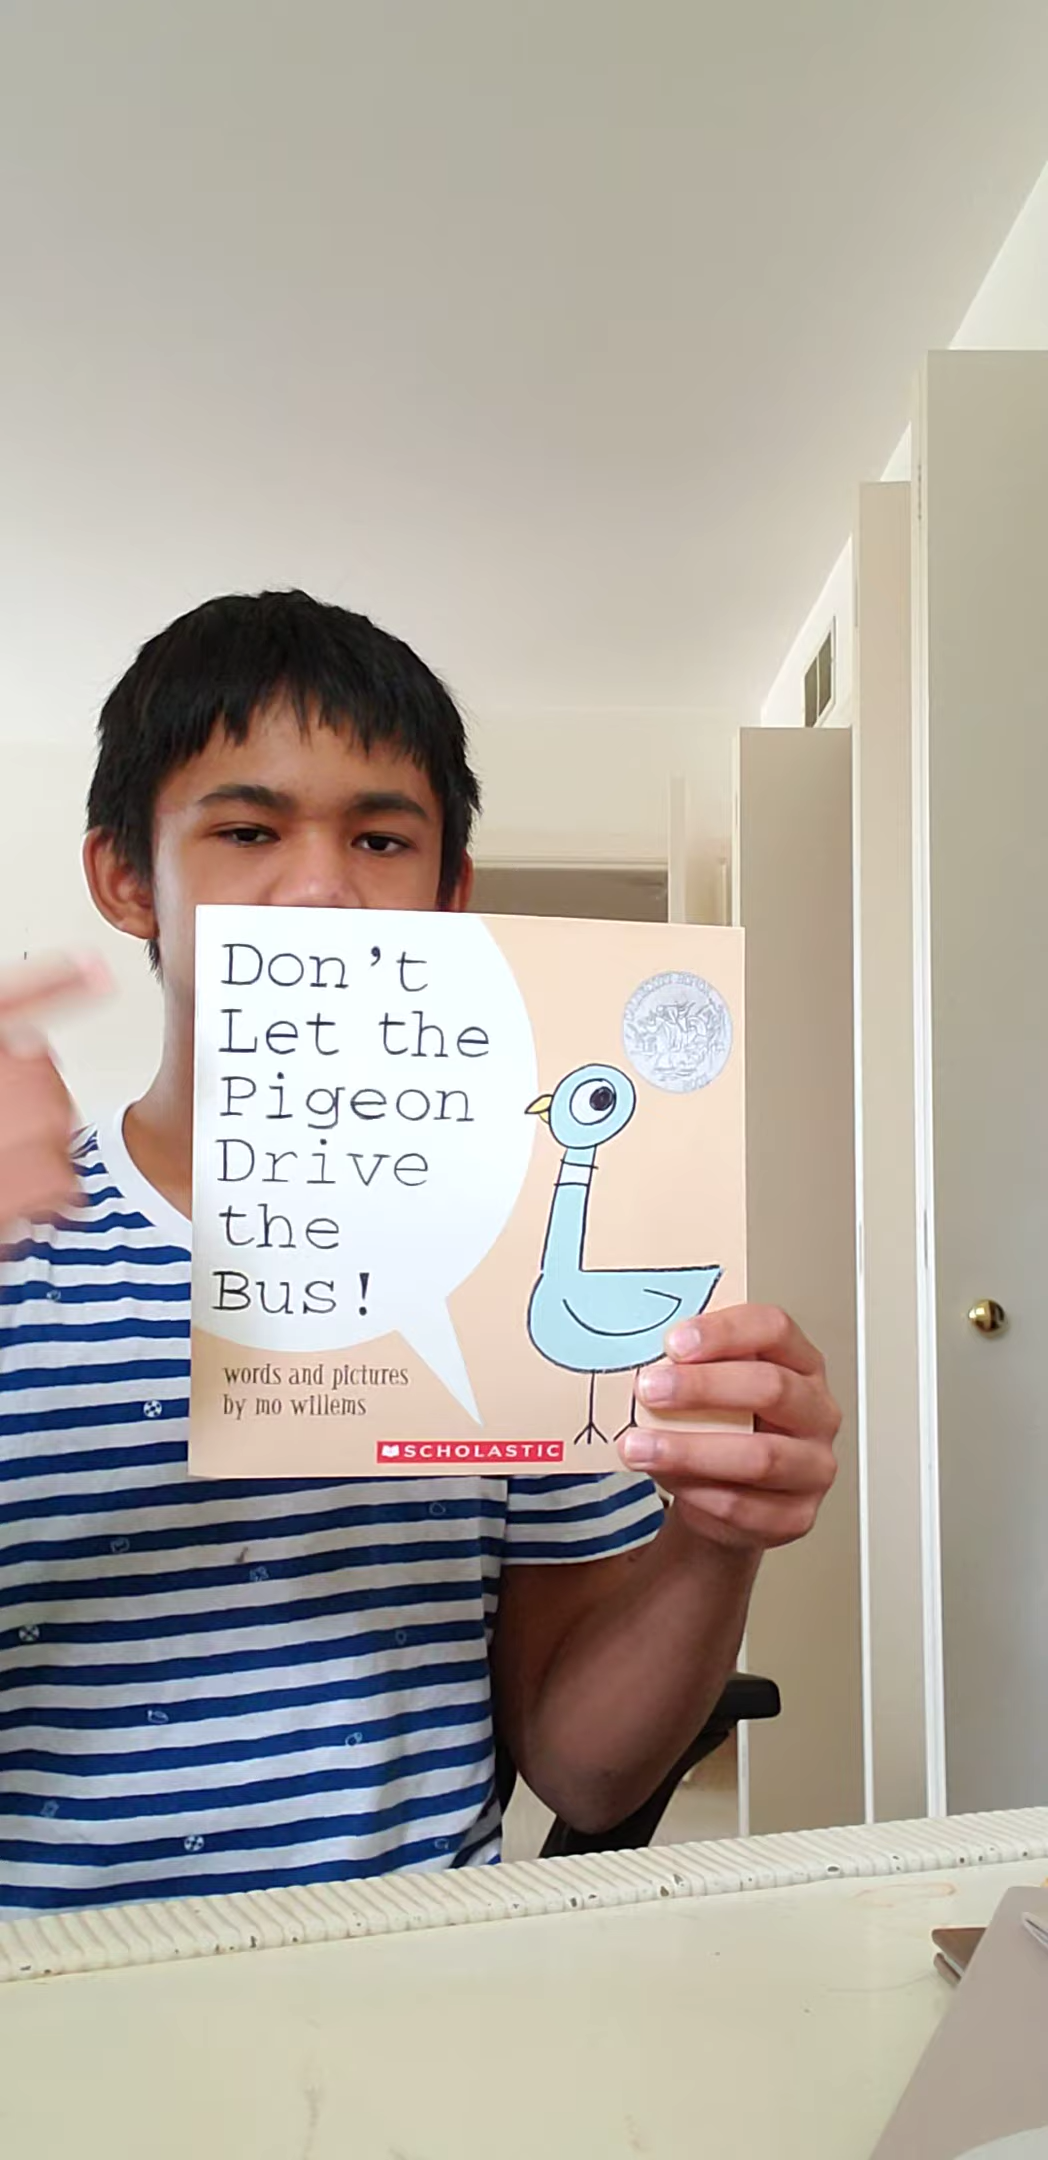 Don't
Let the
Pigeon
Drive
the
Bus!
words and pictures
by mo willems
SCHOLASTIC